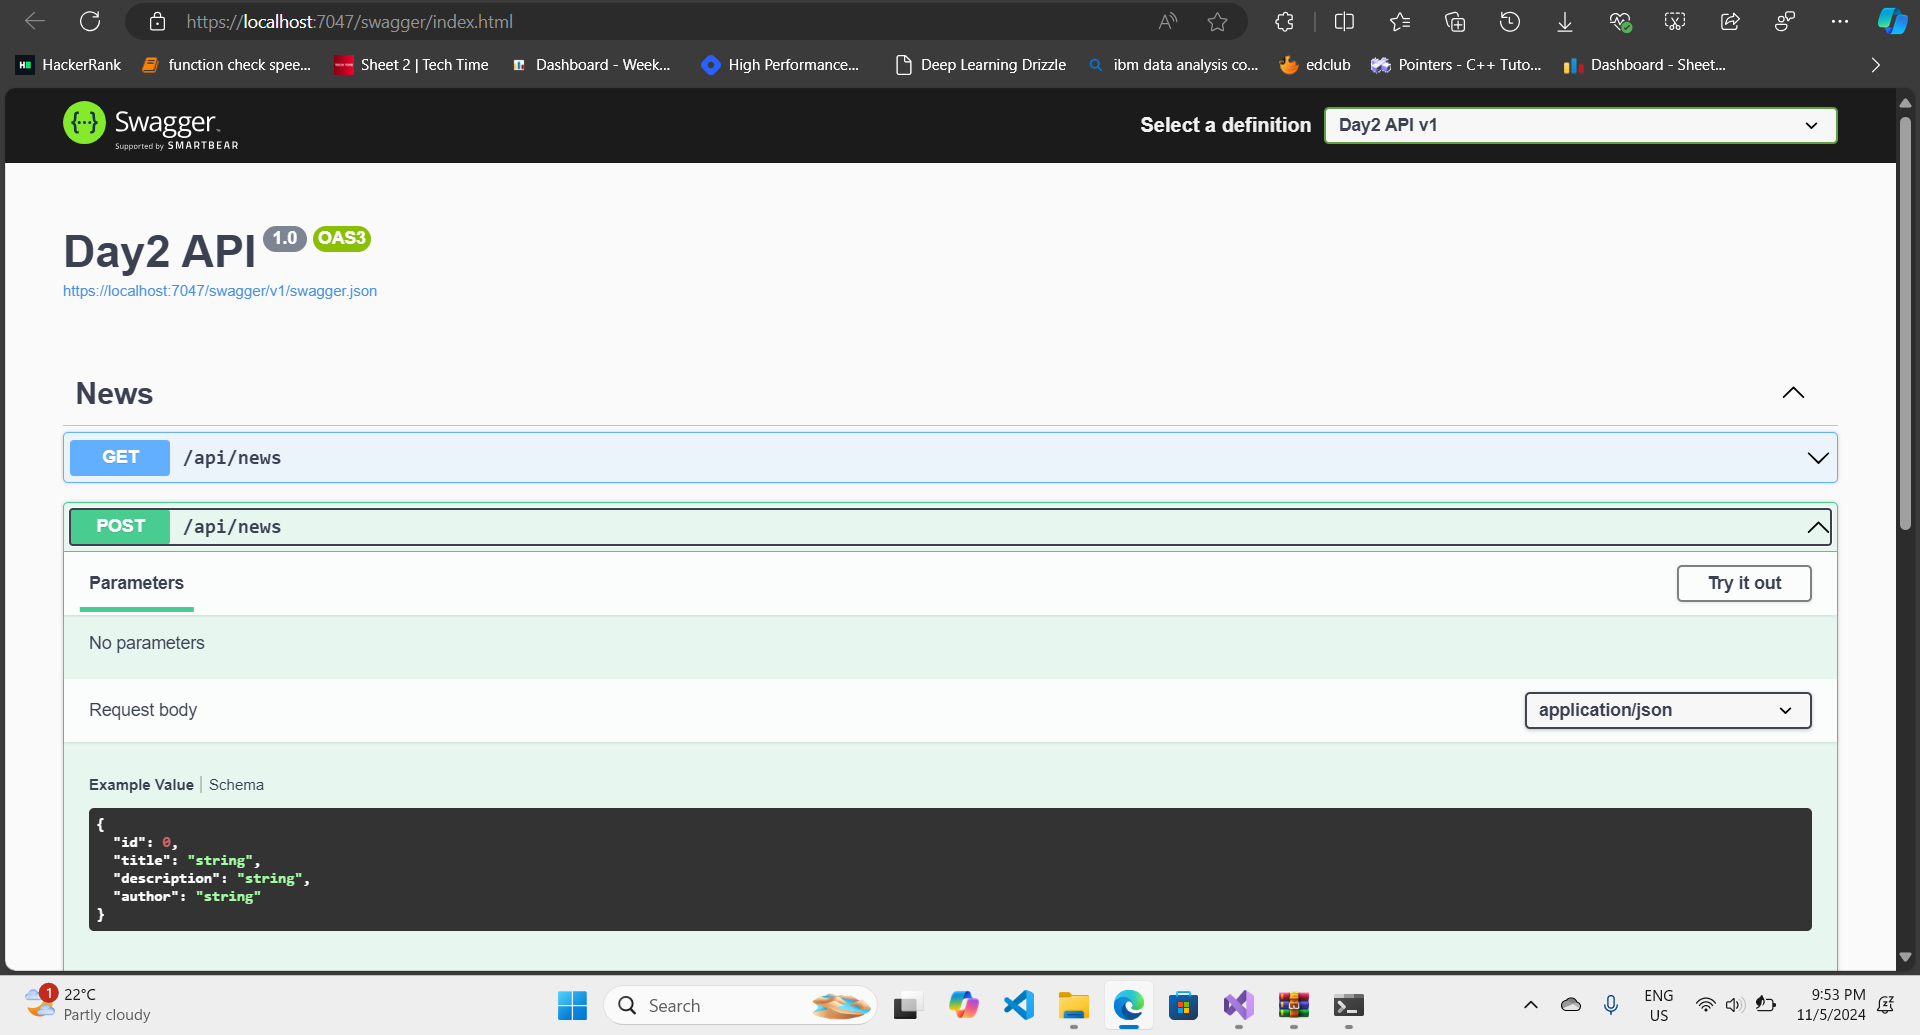 https://localhost:7047/swagger/index.html
HackerRank function check spee... Sheet 2 | Tech Time Dashboard - Week... High Performance... Deep Learning Drizzle ibm data analysis co... edclub Pointers - C++ Tuto... Dashboard - Sheet...
Swagger
Supported by SMARTBEAR
Select a definition Day2 API v1
Day2 API 1.0 OAS3
https://localhost:7047/swagger/v1/swagger.json
News
GET /api/news
POST /api/news
Parameters Try it out
No parameters
Request body application/json
Example Value Schema
{
"id": 0,
"title": "string",
"description": "string",
"author": "string"
}
1 22°C
Partly cloudy
Search
ENG
US
9:53 PM
11/5/2024